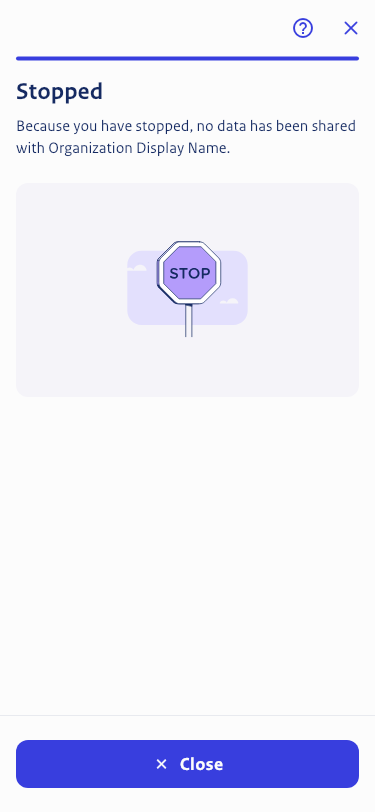 Stopped
Because you have stopped, no data has been shared
with Organization Display Name.
STOP
Close